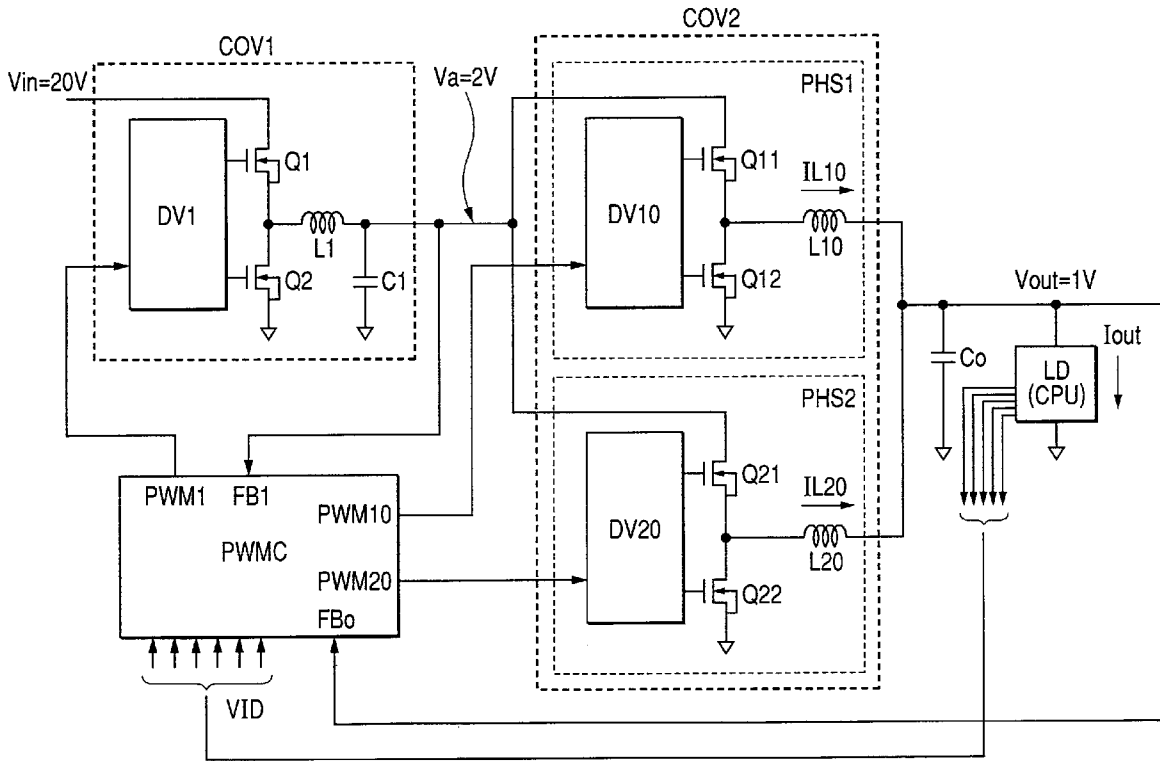 COV2
COV1
Vin=20V
Va=2V
PHS1
Q1
DV1
L1
Q2
C1
Q11
IL10
DV10
L10
Q12
Vout=1V
Iout
Co
LD
(CPU)
PHS2
Q21
IL20
DV20
L20
Q22
PWM1
FB1
PWM10
PWMC
PWM20
FBo
VID